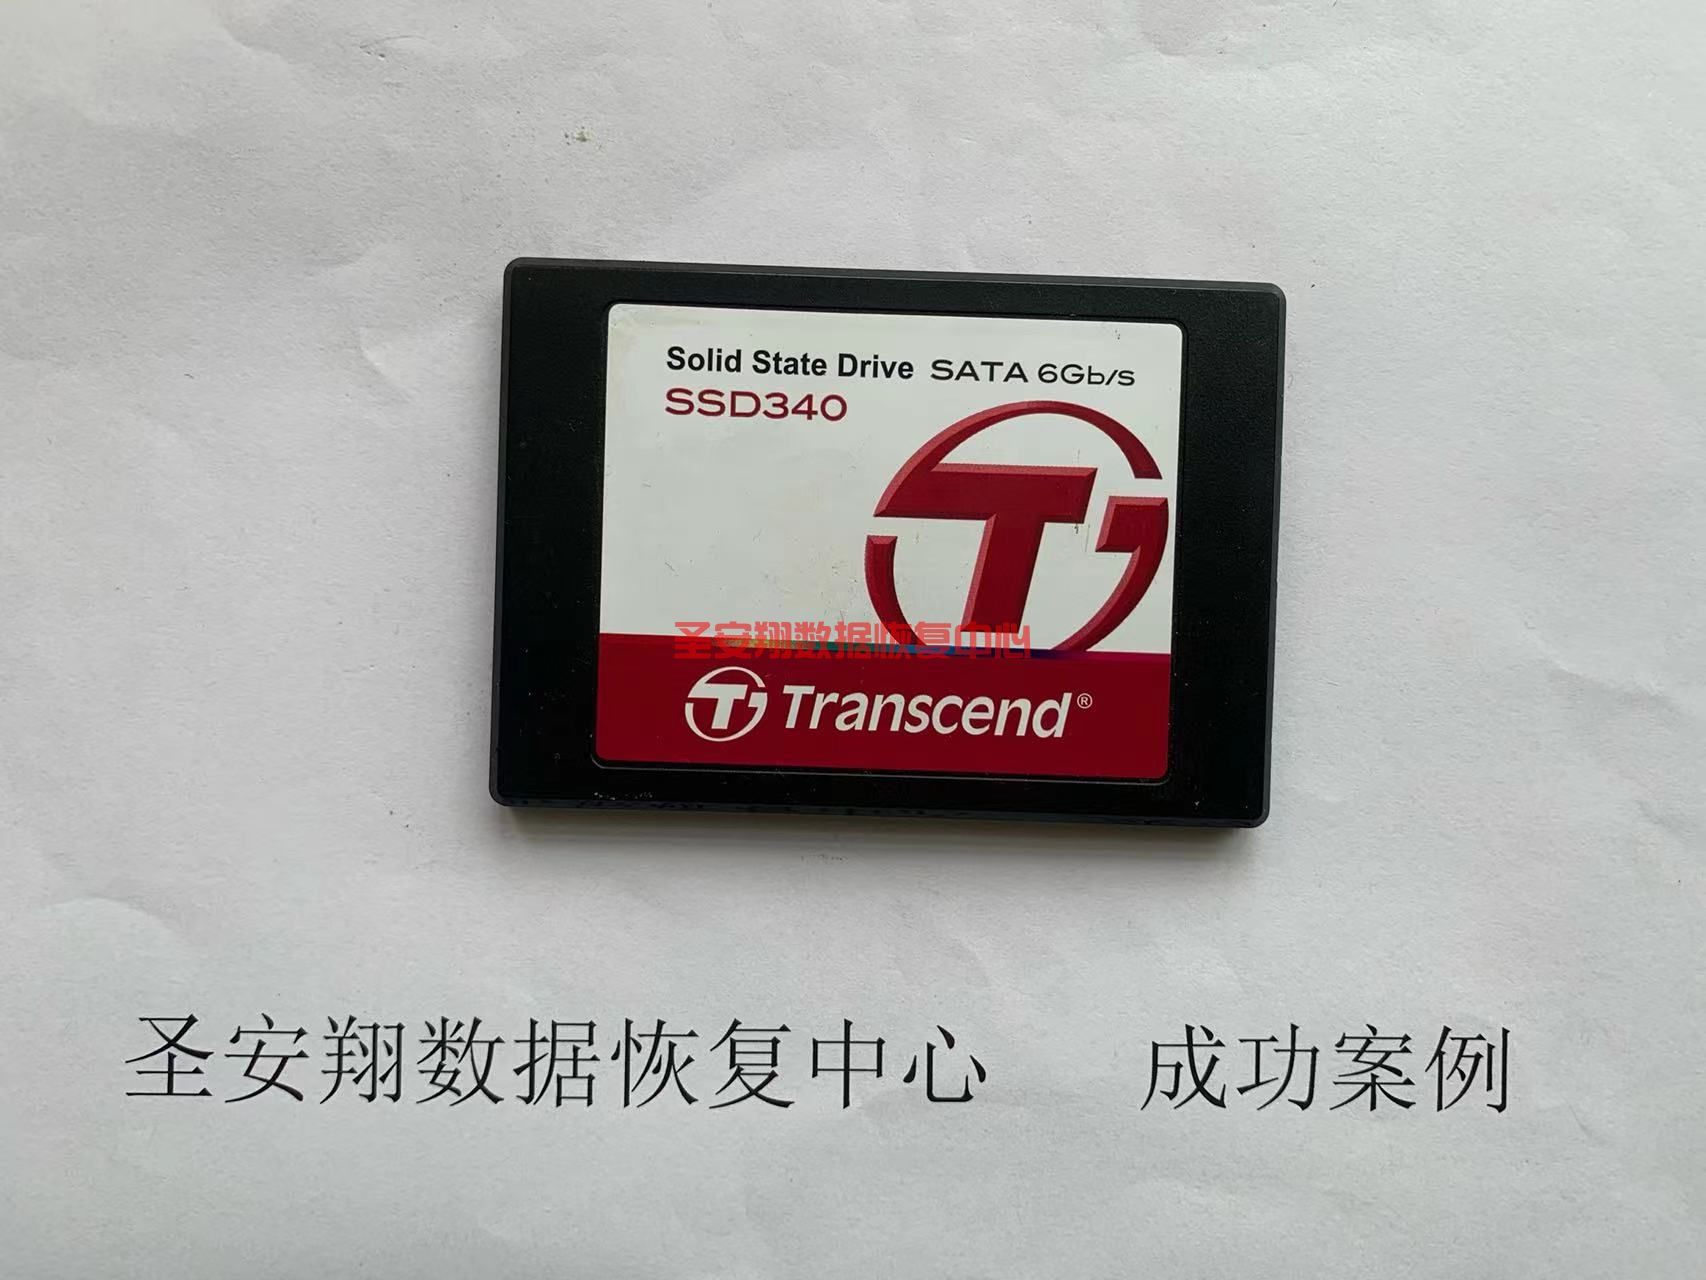 Solid State Drive SATA 6Gb/s
SSD340
圣安翔数据恢复中心
Transcend®
圣安翔数据恢复中心 成功案例